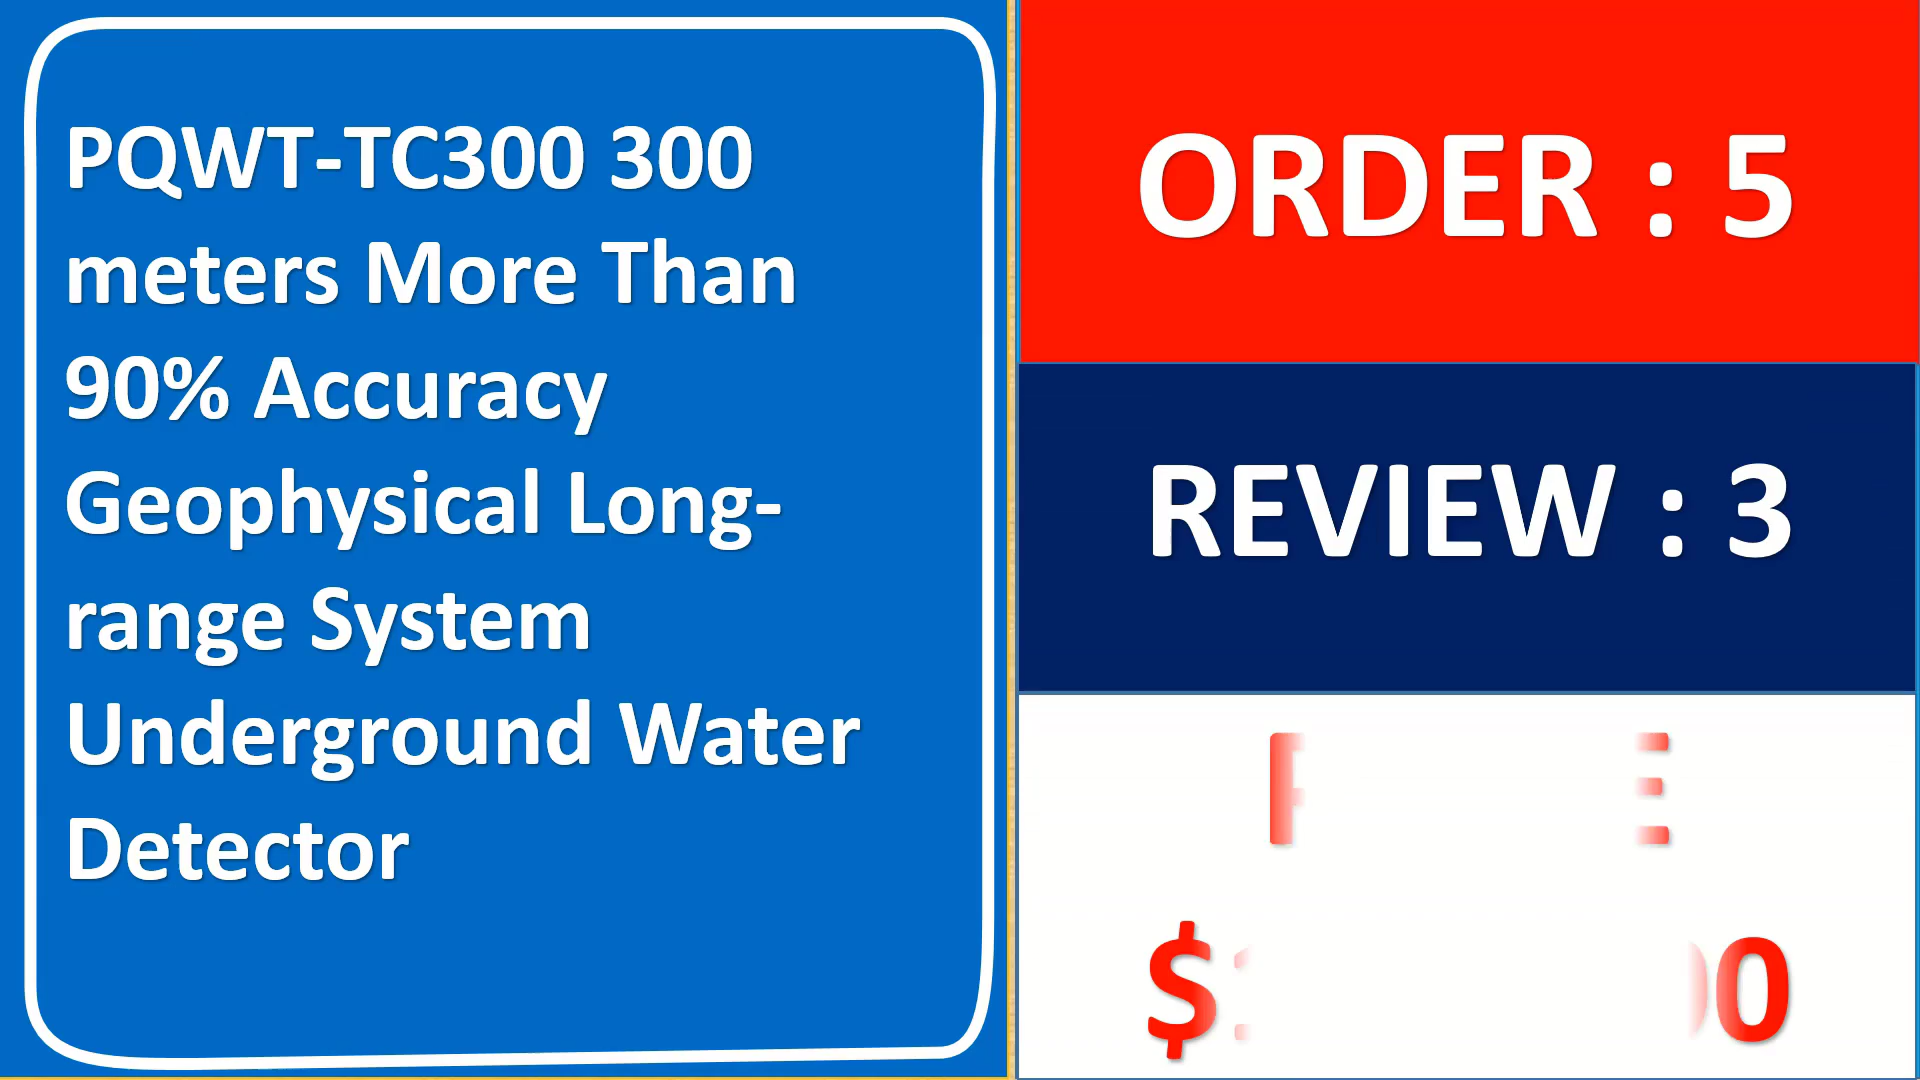 PQWT-TC300 300
meters More Than
90% Accuracy
Geophysical Long-
range System
Underground Water
Detector
ORDER : 5
REVIEW : 3